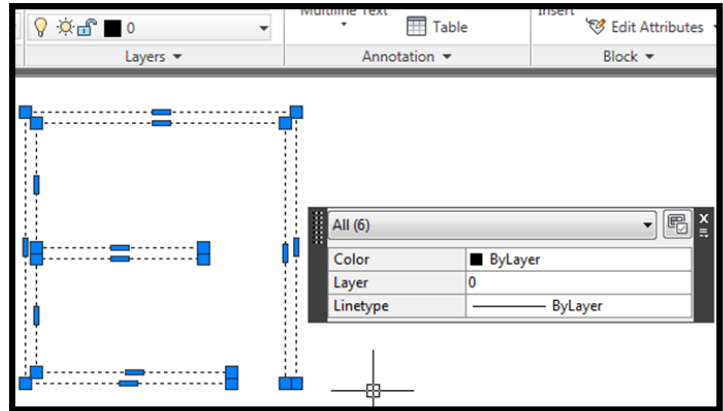 Multiline Text
Insert
0
Table
Edit Attributes
Layers
Annotation
Block
All (6)
Color
ByLayer
Layer
0
Linetype
ByLayer